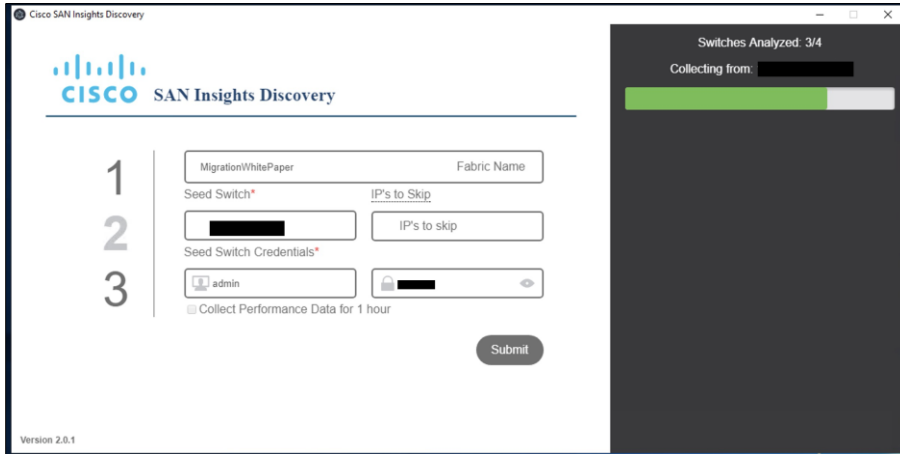 Cisco SAN Insights Discovery
CISCO SAN Insights Discovery
1
MigrationWhitePaper Fabric Name
Seed Switch* IP's to Skip
2
IP's to skip
Seed Switch Credentials*
3
admin
Collect Performance Data for 1 hour
Submit
Version 2.0.1
Switches Analyzed: 3/4
Collecting from: